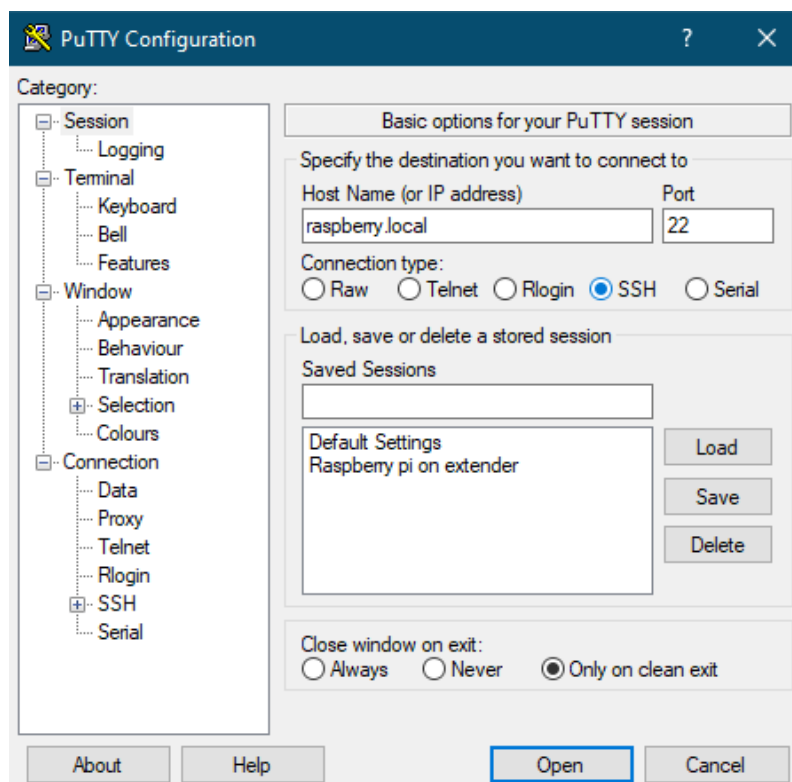 PuTTY Configuration
?
Category:
Session
Logging
Terminal
Keyboard
Bell
Features
Window
Appearance
Behaviour
Translation
Selection
Colours
Connection
Data
Proxy
Telnet
Rlogin
SSH
Serial
Basic options for your PuTTY session
Specify the destination you want to connect to
Host Name (or IP address) Port
raspberry.local 22
Connection type:
Raw Telnet Rlogin SSH Serial
Load, save or delete a stored session
Saved Sessions
Default Settings
Raspberry pi on extender
Load
Save
Delete
Close window on exit:
Always Never Only on clean exit
About Help Open Cancel